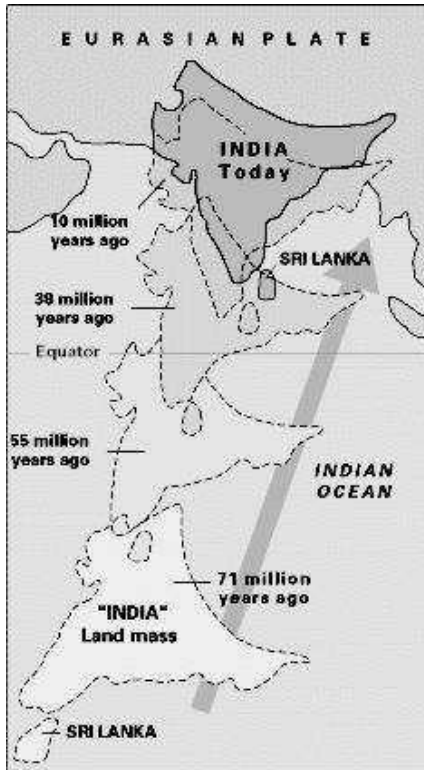 EURASIAN PLATE
INDIA
Today
10 million
years ago
SRI LANKA
38 million
years ago
Equator
55 million
years ago
INDIAN
OCEAN
71 million
years ago
"INDIA"
Land mass
SRI LANKA